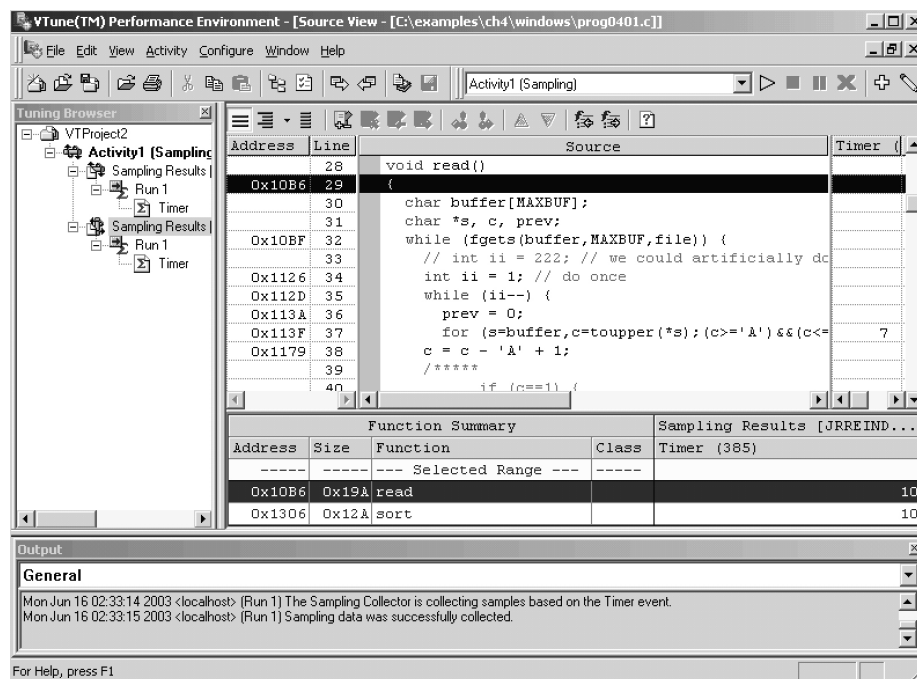 VTune(TM) Performance Environment - [Source View - [C:\examples\ch4\windows\prog0401.c]]
File Edit View Activity Configure Window Help
Activity1 (Sampling)
Tuning Browser
VTProject2
Activity1 (Sampling
Sampling Results [
Run 1
Timer
Sampling Results [
Run 1
Timer
Address Line Source Timer (
28 void read()
0x10B6 29 {
30 char buffer[MAXBUF];
31 char *s, c, prev;
0x10BF 32 while (fgets(buffer,MAXBUF,file)) {
33 // int ii = 222; // we could artificially do
0x1126 34 int ii = 1; // do once
0x112D 35 while (ii--) {
0x113A 36 prev = 0;
0x113F 37 for (s=buffer,c=toupper(*s);(c>='A')&&(c<= 7
0x1179 38 c = c - 'A' + 1;
39 /*****
40 if (c==1) {
Function Summary Sampling Results [JRREIND...
Address Size Function Class Timer (385)
----- ----- --- Selected Range --- -----
0x10B6 0x19A read 10
0x1306 0x12A sort 10
Output
General
Mon Jun 16 02:33:14 2003 <localhost> (Run 1) The Sampling Collector is collecting samples based on the Timer event.
Mon Jun 16 02:33:15 2003 <localhost> (Run 1) Sampling data was successfully collected.
For Help, press F1